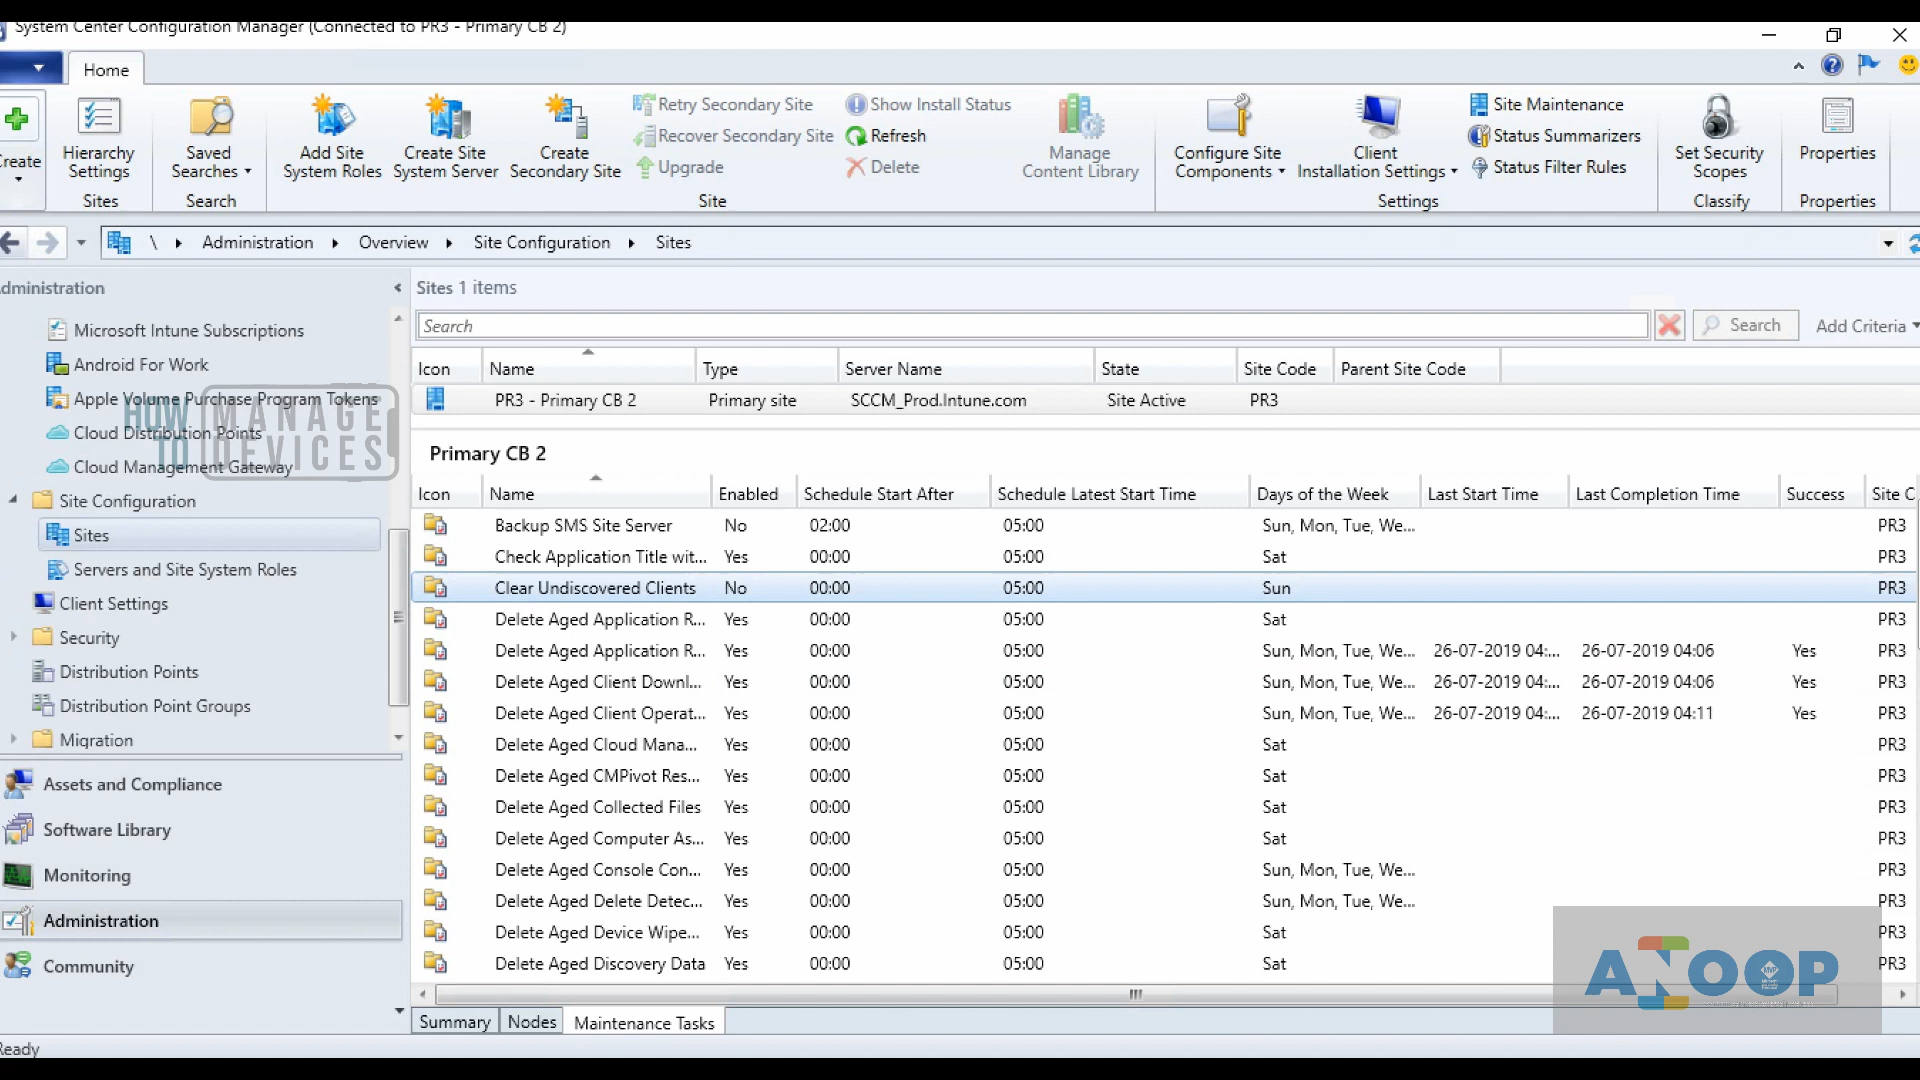 System Center Configuration Manager (Connected to PR3 - Primary CB 2)
Home
Create
Hierarchy Settings
Sites
Saved Searches
Search
Add Site System Roles
Create Site System Server
Create Secondary Site
Retry Secondary Site
Recover Secondary Site
Upgrade
Show Install Status
Refresh
Delete
Manage Content Library
Site
Configure Site Components
Client Installation Settings
Site Maintenance
Status Summarizers
Status Filter Rules
Settings
Set Security Scopes
Classify
Properties
Properties
\ Administration Overview Site Configuration Sites
Administration
Microsoft Intune Subscriptions
Android For Work
Apple Volume Purchase Program Tokens
Cloud Distribution Points
Cloud Management Gateway
HOW TO MANAGE DEVICES
Site Configuration
Sites
Servers and Site System Roles
Client Settings
Security
Distribution Points
Distribution Point Groups
Migration
Assets and Compliance
Software Library
Monitoring
Administration
Community
Sites 1 items
Search Search Add Criteria
Icon Name Type Server Name State Site Code Parent Site Code
PR3 - Primary CB 2 Primary site SCCM_Prod.Intune.com Site Active PR3
Primary CB 2
Icon Name Enabled Schedule Start After Schedule Latest Start Time Days of the Week Last Start Time Last Completion Time Success Site C
Backup SMS Site Server No 02:00 05:00 Sun, Mon, Tue, We... PR3
Check Application Title wit... Yes 00:00 05:00 Sat PR3
Clear Undiscovered Clients No 00:00 05:00 Sun PR3
Delete Aged Application R... Yes 00:00 05:00 Sat PR3
Delete Aged Application R... Yes 00:00 05:00 Sun, Mon, Tue, We... 26-07-2019 04:... 26-07-2019 04:06 Yes PR3
Delete Aged Client Downl... Yes 00:00 05:00 Sun, Mon, Tue, We... 26-07-2019 04:... 26-07-2019 04:06 Yes PR3
Delete Aged Client Operat... Yes 00:00 05:00 Sun, Mon, Tue, We... 26-07-2019 04:... 26-07-2019 04:11 Yes PR3
Delete Aged Cloud Mana... Yes 00:00 05:00 Sat PR3
Delete Aged CMPivot Res... Yes 00:00 05:00 Sat PR3
Delete Aged Collected Files Yes 00:00 05:00 Sat PR3
Delete Aged Computer As... Yes 00:00 05:00 Sat PR3
Delete Aged Console Con... Yes 00:00 05:00 Sun, Mon, Tue, We... PR3
Delete Aged Delete Detec... Yes 00:00 05:00 Sun, Mon, Tue, We... PR3
Delete Aged Device Wipe... Yes 00:00 05:00 Sat PR3
Delete Aged Discovery Data Yes 00:00 05:00 Sat PR3
ANOOP
Summary Nodes Maintenance Tasks
Ready